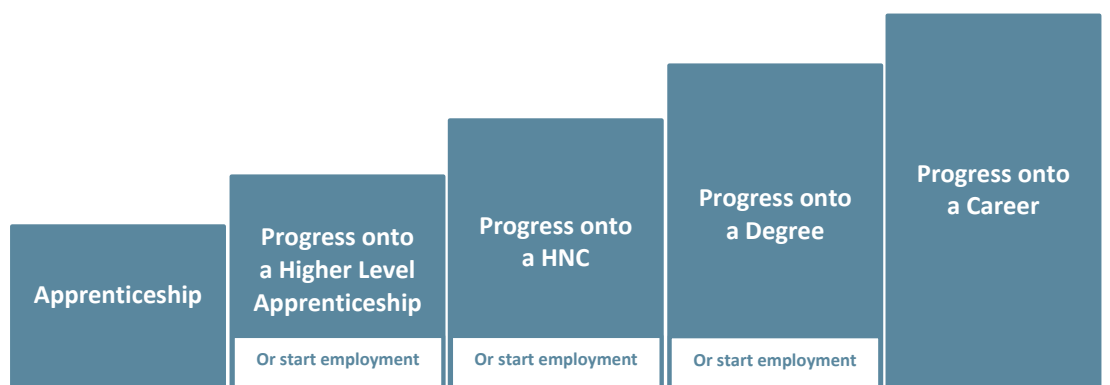 Apprenticeship
Progress onto
a Higher Level
Apprenticeship
Or start employment
Progress onto
a HNC
Or start employment
Progress onto
a Degree
Or start employment
Progress onto
a Career